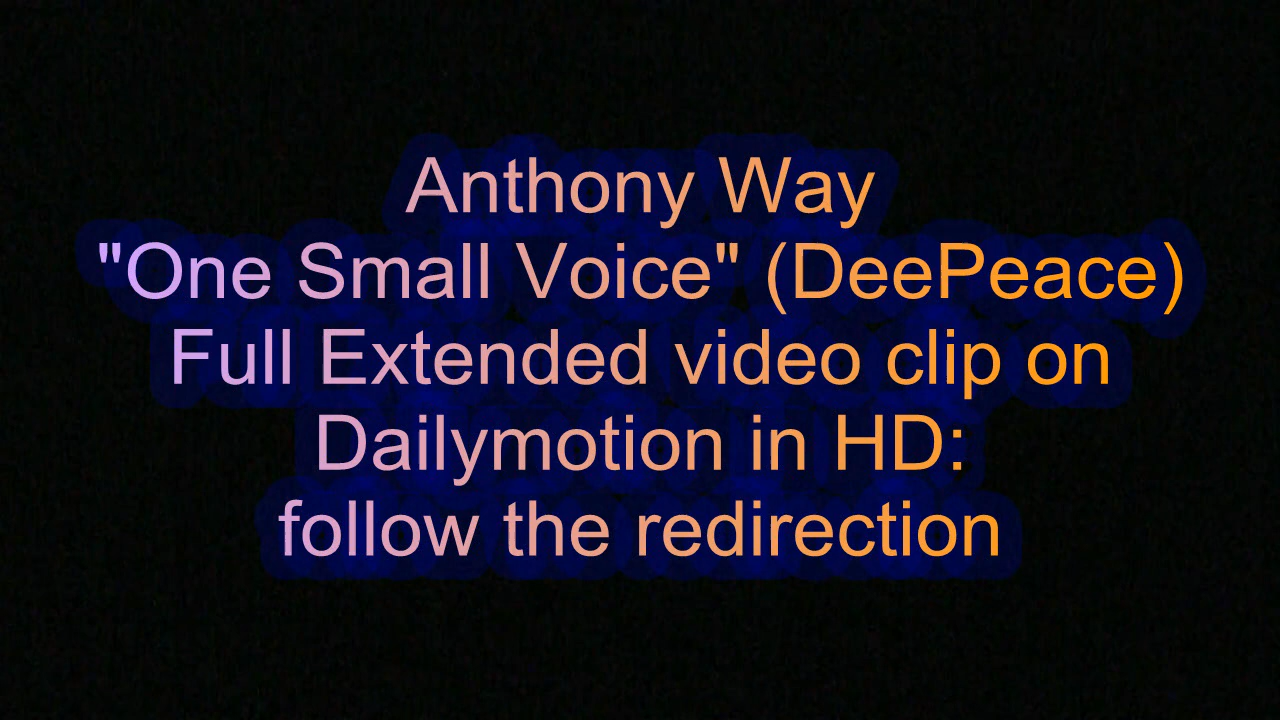 Anthony Way
"One Small Voice" (DeePeace)
Full Extended video clip on
Dailymotion in HD:
follow the redirection